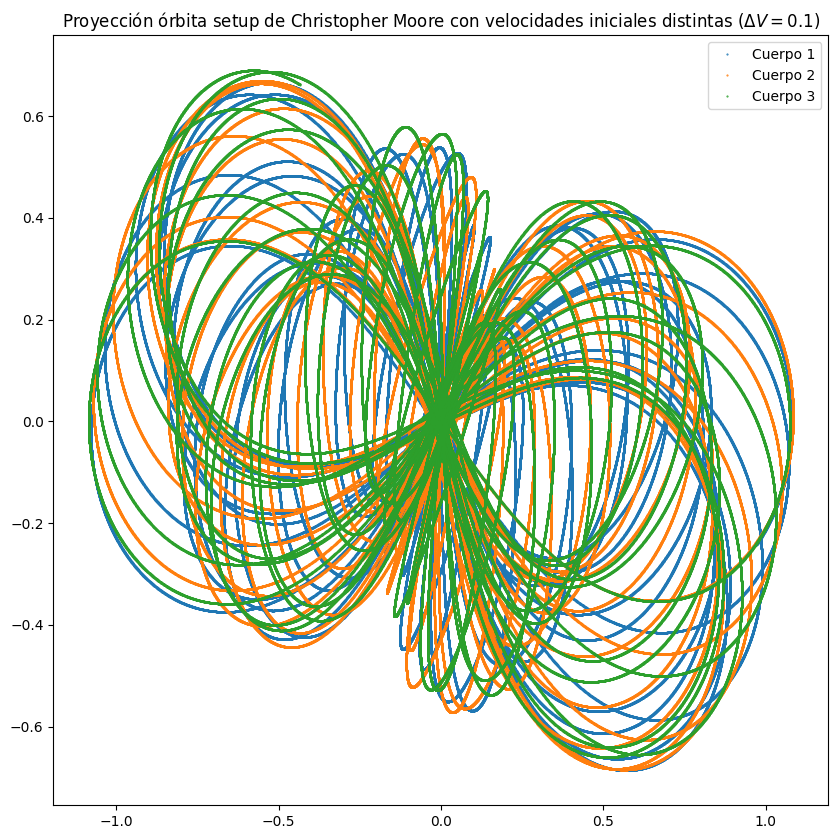 Proyección órbita setup de Christopher Moore con velocidades iniciales distintas (ΔV = 0.1)
Cuerpo 1
Cuerpo 2
Cuerpo 3
0.6
0.4
0.2
0.0
−0.2
−0.4
−0.6
−1.0 −0.5 0.0 0.5 1.0